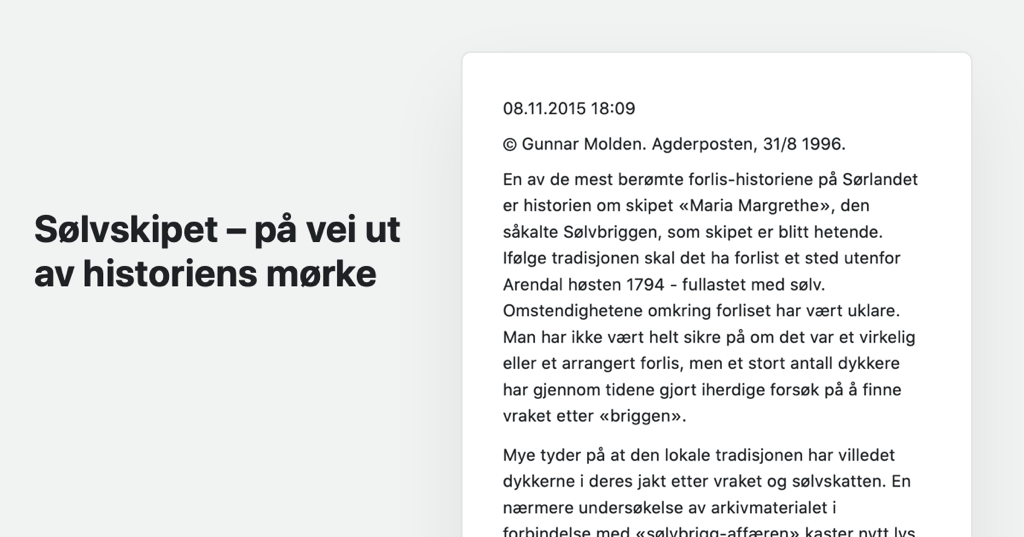 Sølvskipet – på vei ut
av historiens mørke
08.11.2015 18:09
© Gunnar Molden. Agderposten, 31/8 1996.
En av de mest berømte forlis-historiene på Sørlandet
er historien om skipet «Maria Margrethe», den
såkalte Sølvbriggen, som skipet er blitt hetende.
Ifølge tradisjonen skal det ha forlist et sted utenfor
Arendal høsten 1794 - fullastet med sølv.
Omstendighetene omkring forliset har vært uklare.
Man har ikke vært helt sikre på om det var et virkelig
eller et arrangert forlis, men et stort antall dykkere
har gjennom tidene gjort iherdige forsøk på å finne
vraket etter «briggen».
Mye tyder på at den lokale tradisjonen har villedet
dykkerne i deres jakt etter vraket og sølvskatten. En
nærmere undersøkelse av arkivmaterialet i
forbindelse med «sølvbrigg-affæren» kaster nytt lys